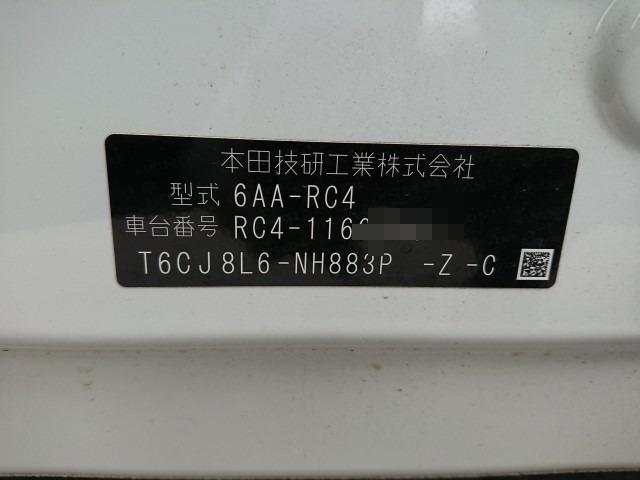 本田技研工業株式会社
型式 6AA-RC4
車台番号 RC4-116
T6CJ8L6-NH883P -Z-C